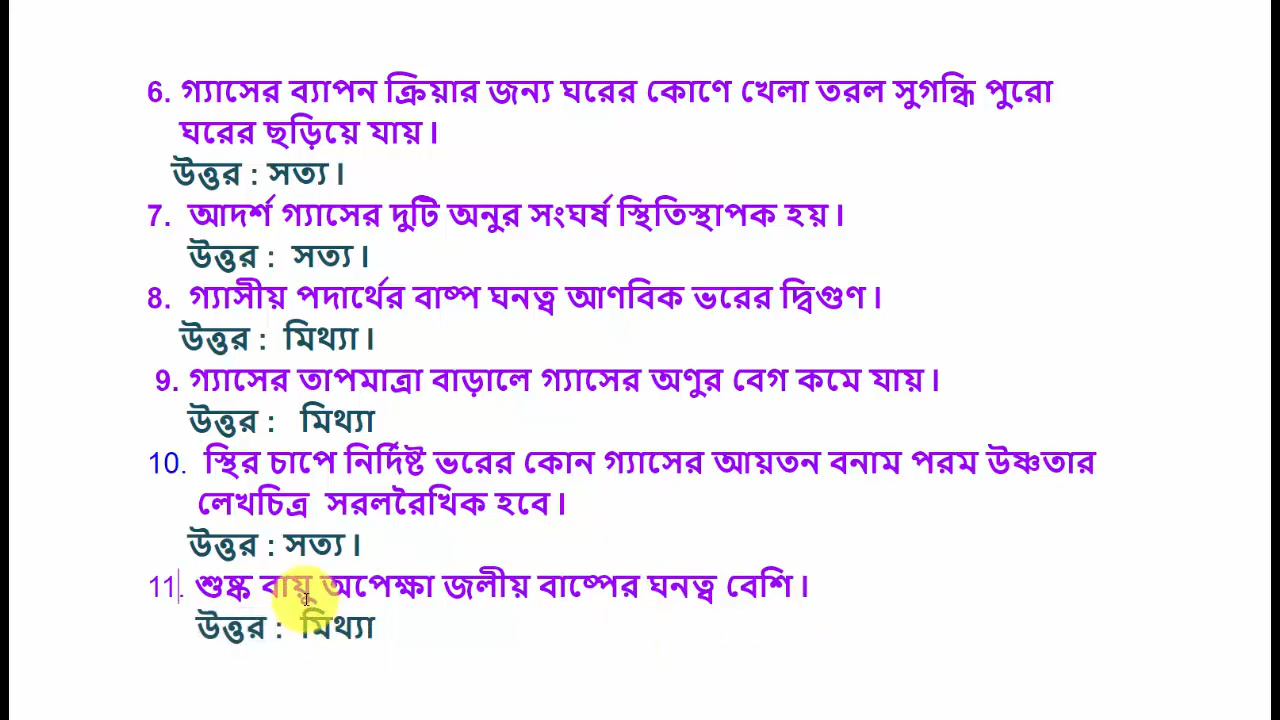 6. গ্যাসের ব্যাপন ক্রিয়ার জন্য ঘরের কোণে খেলা তরল সুগন্ধি পুরো
ঘরের ছড়িয়ে যায়।
উত্তর : সত্য।
7. আদর্শ গ্যাসের দুটি অনুর সংঘর্ষ স্থিতিস্থাপক হয়।
উত্তর : সত্য।
8. গ্যাসীয় পদার্থের বাষ্প ঘনত্ব আণবিক ভরের দ্বিগুণ।
উত্তর : মিথ্যা।
9. গ্যাসের তাপমাত্রা বাড়ালে গ্যাসের অণুর বেগ কমে যায়।
উত্তর : মিথ্যা
10. স্থির চাপে নির্দিষ্ট ভরের কোন গ্যাসের আয়তন বনাম পরম উষ্ণতার
লেখচিত্র সরলরৈখিক হবে।
উত্তর : সত্য।
11. শুষ্ক বায়ু অপেক্ষা জলীয় বাষ্পের ঘনত্ব বেশি।
উত্তর : মিথ্যা